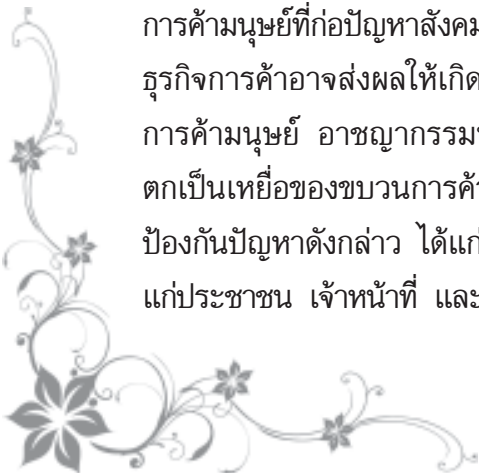 การค้ามนุษย์ที่ก่อปัญหาสังคม
ธุรกิจการค้าอาจส่งผลให้เกิด
การค้ามนุษย์ อาชญากรรม
ตกเป็นเหยื่อของขบวนการค้า
ป้องกันปัญหาดังกล่าว ได้แก่
แก่ประชาชน เจ้าหน้าที่ และ